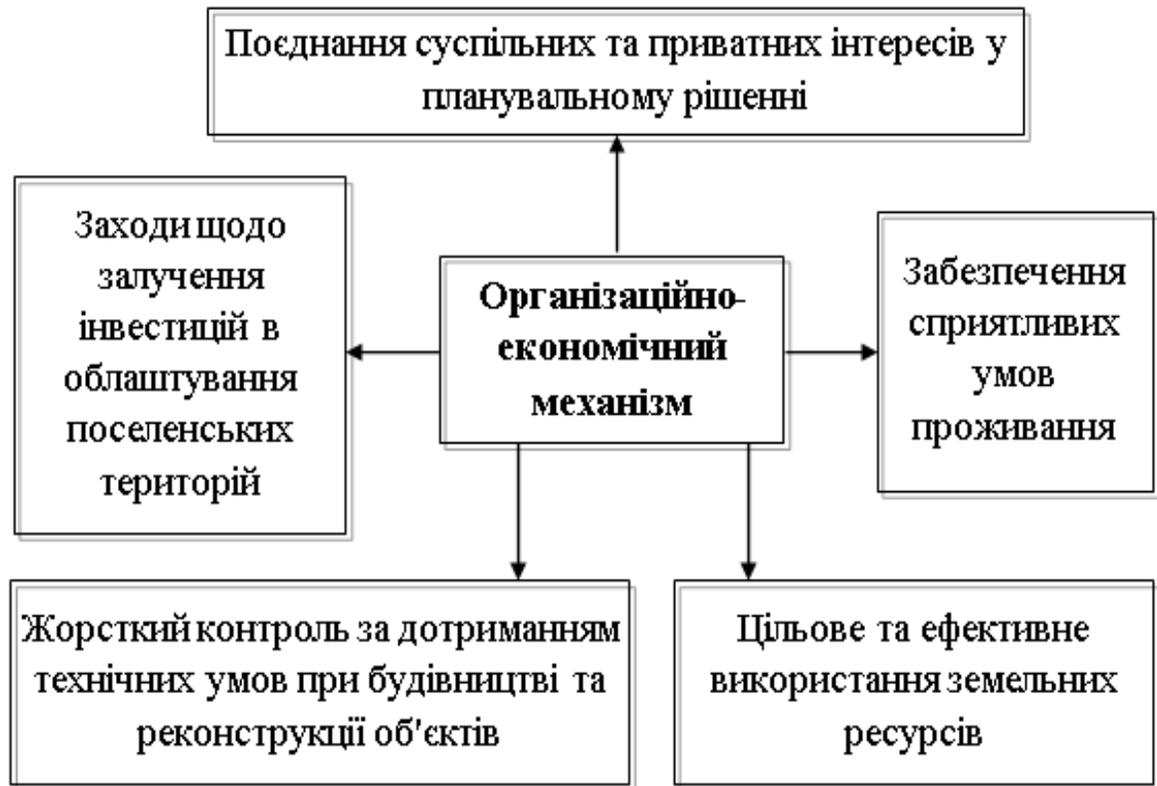 Поєднання суспільних та приватних інтересів у
планувальному рішенні
Заходи щодо
залучення
інвестицій в
облаштування
поселенських
територій
Організаційно-
економічний
механізм
Забезпечення
сприятливих
умов
проживання
Жорсткий контроль за дотриманням
технічних умов при будівництві та
реконструкції об'єктів
Цільове та ефективне
використання земельних
ресурсів